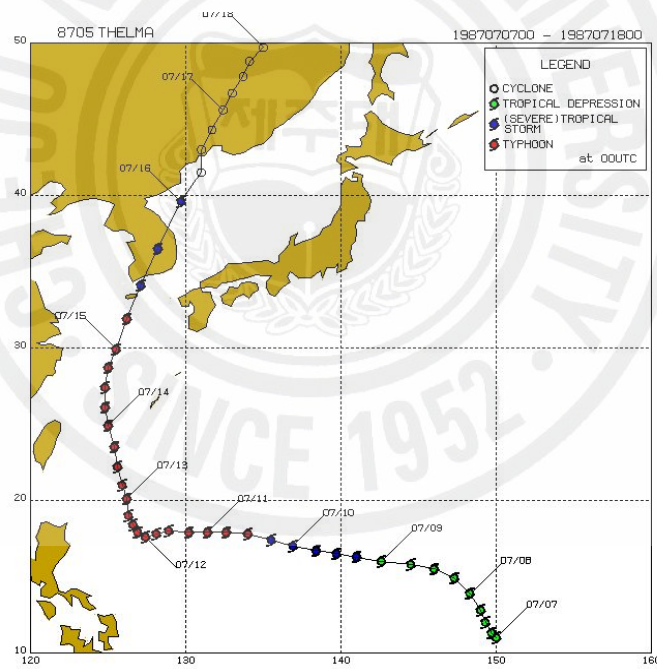 8705 THELMA
1987070700 - 1987071800
LEGEND
CYCLONE
TROPICAL DEPRESSION
(SEVERE)TROPICAL
STORM
TYPHOON
at 00UTC
07/18
50
07/17
07/16
40
07/15
30
07/14
07/13
20
07/11
07/10
07/09
07/12
07/08
07/07
10
120
130
140
150
160
제주대
UNIVERSITY
SINCE 1952